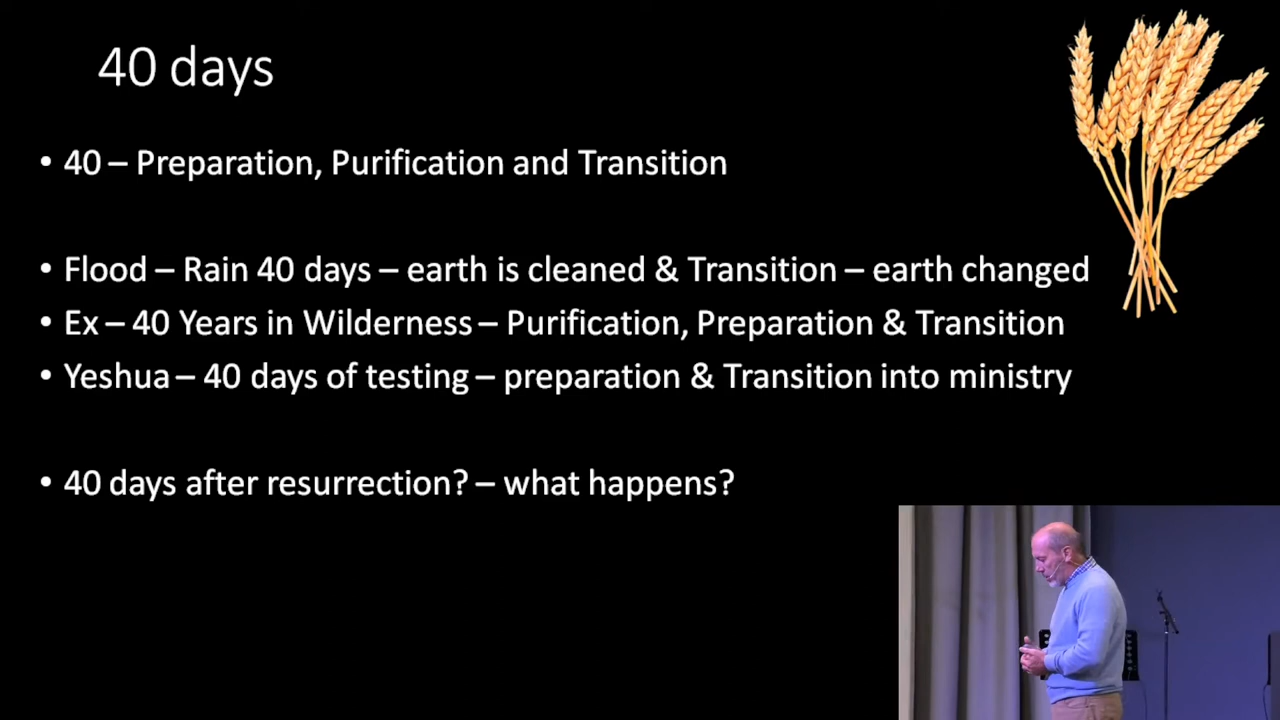 40 days
• 40 – Preparation, Purification and Transition
• Flood – Rain 40 days – earth is cleaned & Transition – earth changed
• Ex – 40 Years in Wilderness – Purification, Preparation & Transition
• Yeshua – 40 days of testing – preparation & Transition into ministry
• 40 days after resurrection? – what happens?